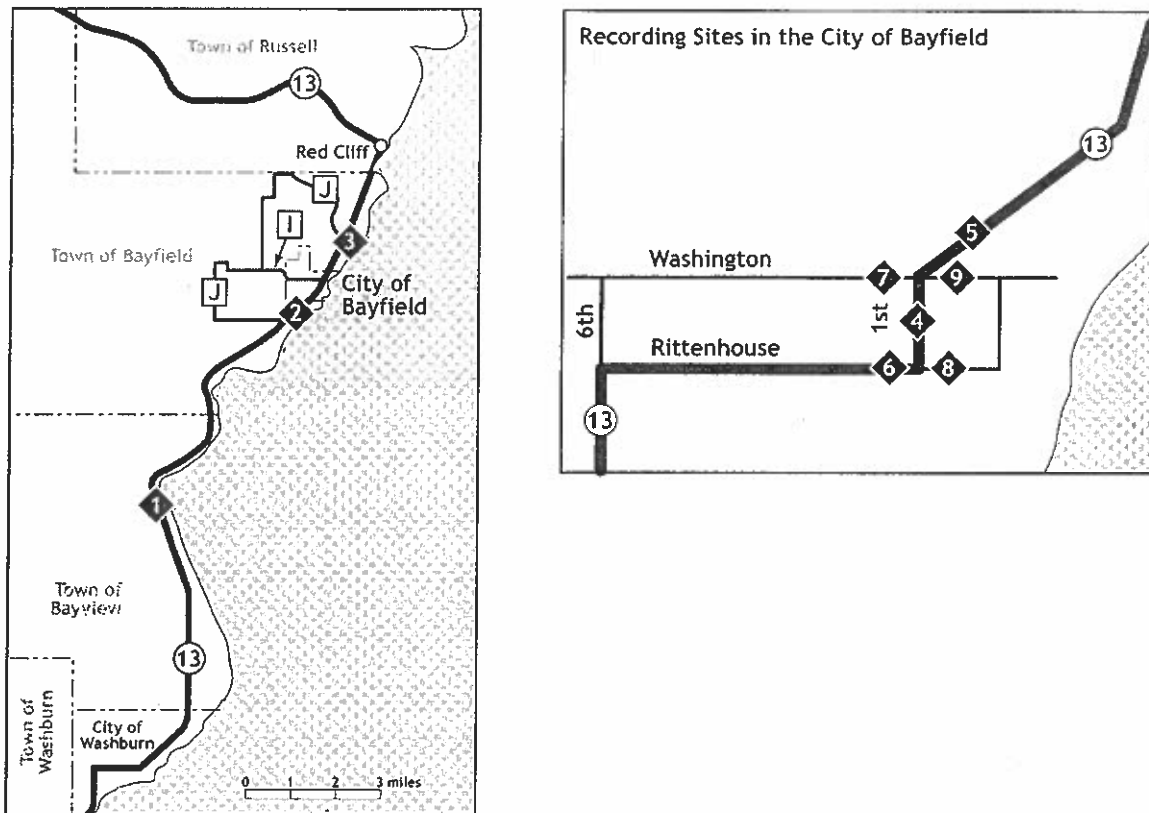 Town of Russell
13
Red Cliff
J
I
3
Town of Bayfield
J
City of
Bayfield
2
1
Town of
Bayview
13
Town of
Washburn
City of
Washburn
0 1 2 3 miles
Recording Sites in the City of Bayfield
13
5
Washington
7
9
6th
1st
4
Rittenhouse
6
8
13